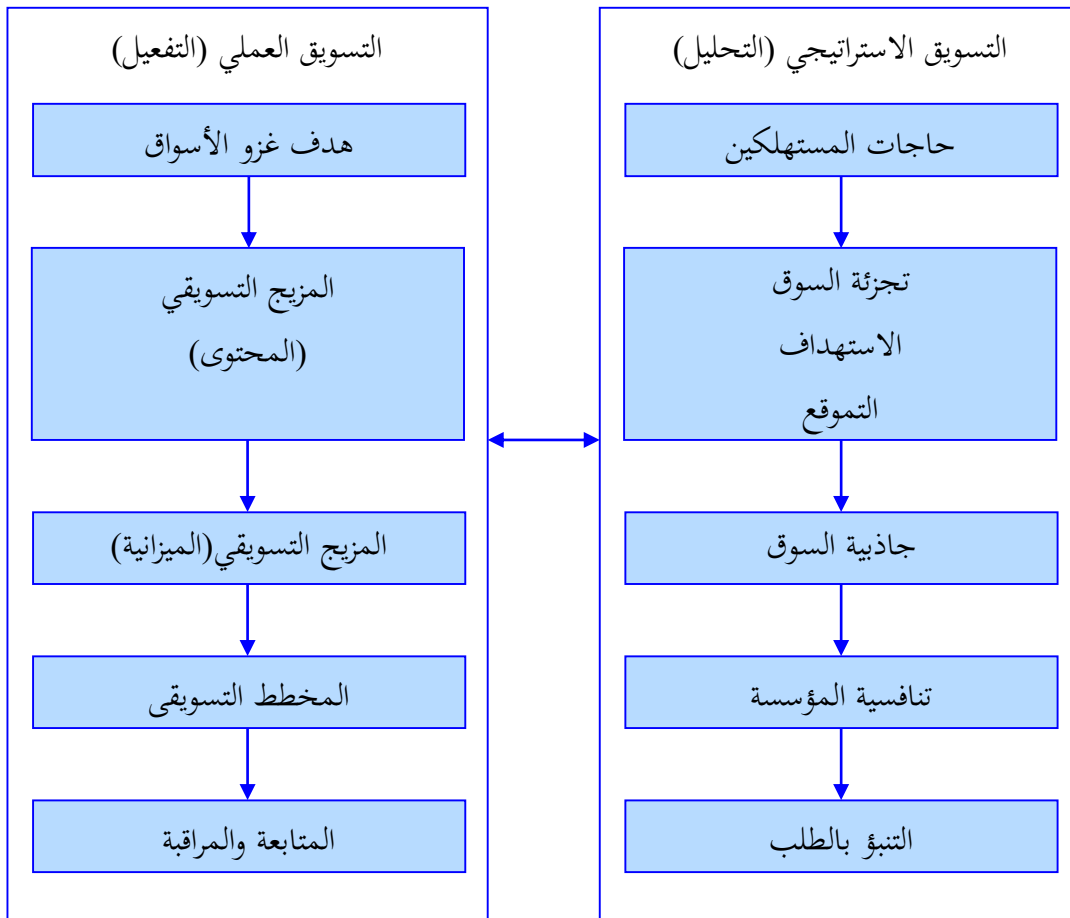 التسويق الاستراتيجي (التحليل)
حاجات المستهلكين
تجزئة السوق
الاستهداف
التموقع
جاذبية السوق
تنافسية المؤسسة
التنبؤ بالطلب
التسويق العملي (التفعيل)
هدف غزو الأسواق
المزيج التسويقي
(المحتوى)
المزيج التسويقي(الميزانية)
المخطط التسويقى
المتابعة والمراقبة